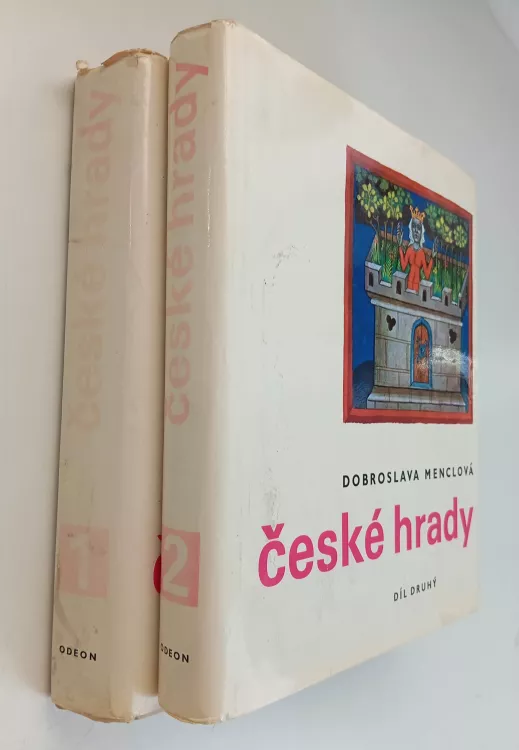 české hrady
1
ODEON
české hrady
2
ODEON
DOBROSLAVA MENCLOVÁ
české hrady
DÍL DRUHÝ